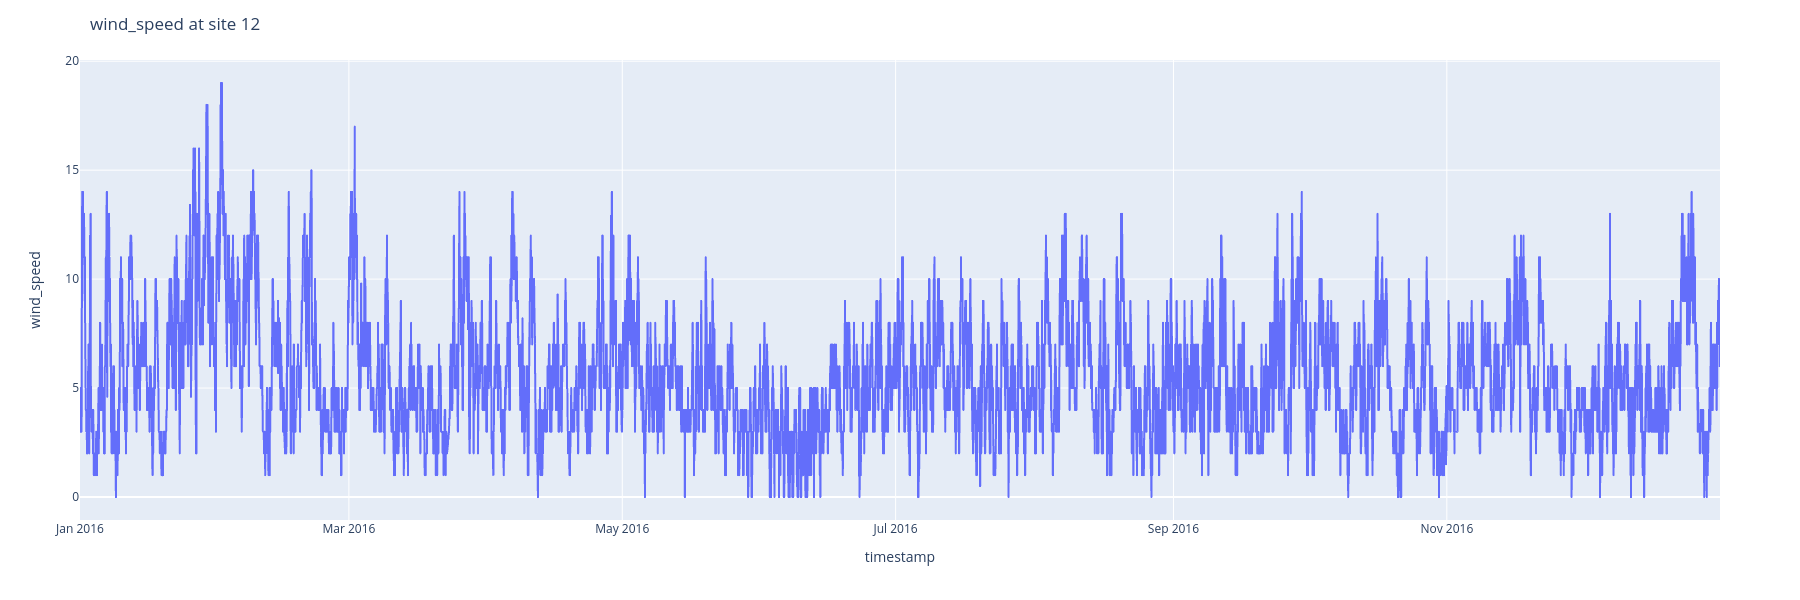 wind_speed at site 12
20
15
10
5
0
wind_speed
Jan 2016 Mar 2016 May 2016 Jul 2016 Sep 2016 Nov 2016
timestamp